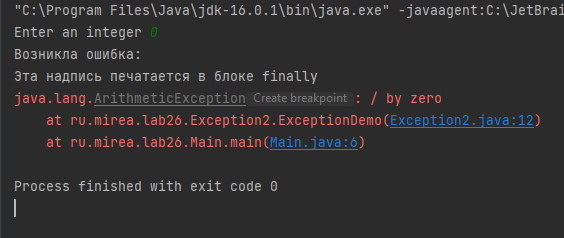 "C:\Program Files\Java\jdk-16.0.1\bin\java.exe" -javaagent:C:\JetBrai
Enter an integer 0
Возникла ошибка:
Эта надпись печатается в блоке finally
java.lang.ArithmeticException Create breakpoint : / by zero
    at ru.mirea.lab26.Exception2.ExceptionDemo(Exception2.java:12)
    at ru.mirea.lab26.Main.main(Main.java:6)
Process finished with exit code 0